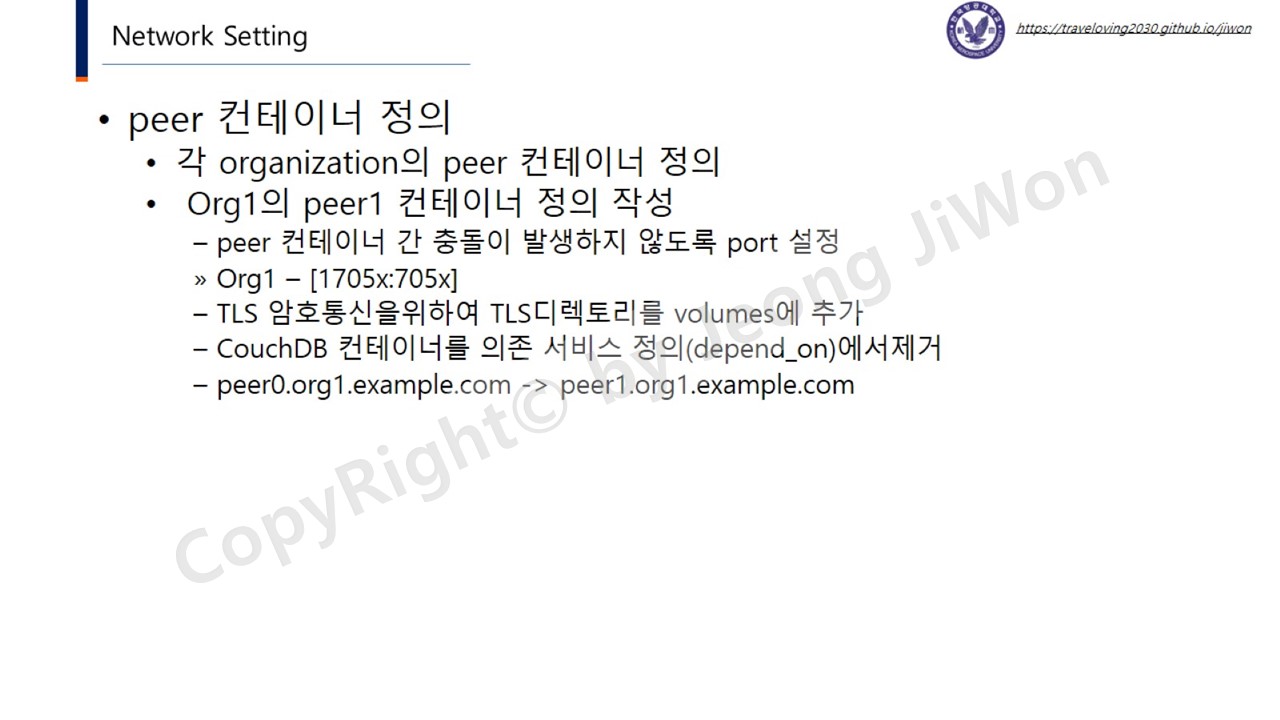 Network Setting
https://traveloving2030.github.io/jiwon
• peer 컨테이너 정의
• 각 organization의 peer 컨테이너 정의
• Org1의 peer1 컨테이너 정의 작성
– peer 컨테이너 간 충돌이 발생하지 않도록 port 설정
» Org1 – [1705x:705x]
– TLS 암호통신을위하여 TLS디렉토리를 volumes에 추가
– CouchDB 컨테이너를 의존 서비스 정의(depend_on)에서제거
– peer0.org1.example.com -> peer1.org1.example.com
CopyRight© by Jeong JiWon